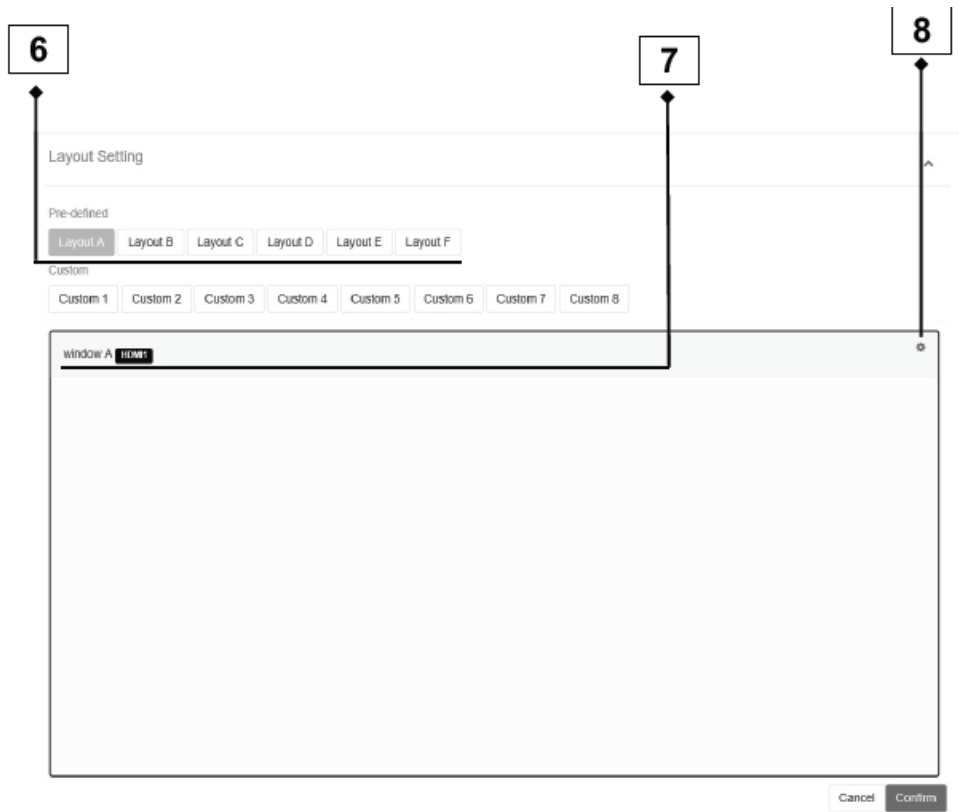 6
7
8
Layout Setting
Pre-defined
Layout A Layout B Layout C Layout D Layout E Layout F
Custom
Custom 1 Custom 2 Custom 3 Custom 4 Custom 5 Custom 6 Custom 7 Custom 8
window A HDMI1
Cancel Confirm